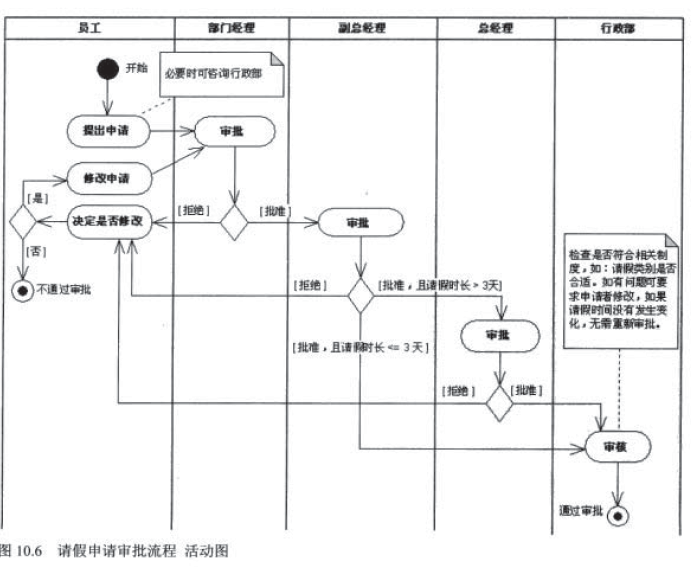 员工 部门经理 副总经理 总经理 行政部
开始
必要时可咨询行政部
提出申请
审批
修改申请
[是]
[拒绝]
[批准]
决定是否修改
审批
[否]
不通过审批
检查是否符合相关制
度，如：请假类别是否
合适。如有问题可要
求申请者修改，如果
请假时间没有发生变
化，无需重新审批。
[拒绝]
[批准，且请假时长 > 3天]
审批
[批准，且请假时长 <= 3 天]
[拒绝]
[批准]
审核
通过审批
图 10.6 请假申请审批流程 活动图